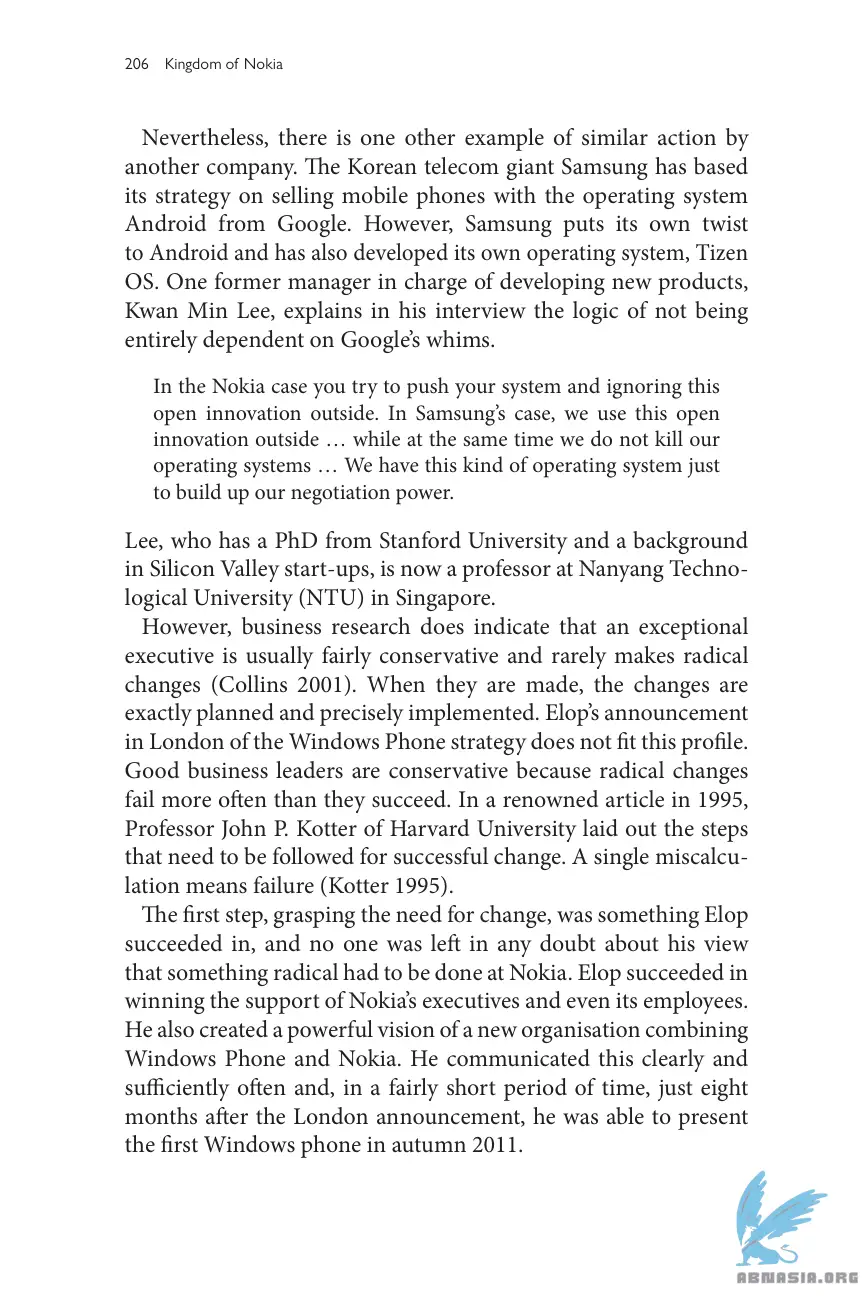 206 Kingdom of Nokia
Nevertheless, there is one other example of similar action by
another company. The Korean telecom giant Samsung has based
its strategy on selling mobile phones with the operating system
Android from Google. However, Samsung puts its own twist
to Android and has also developed its own operating system, Tizen
OS. One former manager in charge of developing new products,
Kwan Min Lee, explains in his interview the logic of not being
entirely dependent on Google’s whims.
In the Nokia case you try to push your system and ignoring this
open innovation outside. In Samsung’s case, we use this open
innovation outside … while at the same time we do not kill our
operating systems … We have this kind of operating system just
to build up our negotiation power.
Lee, who has a PhD from Stanford University and a background
in Silicon Valley start-ups, is now a professor at Nanyang Techno-
logical University (NTU) in Singapore.
However, business research does indicate that an exceptional
executive is usually fairly conservative and rarely makes radical
changes (Collins 2001). When they are made, the changes are
exactly planned and precisely implemented. Elop’s announcement
in London of the Windows Phone strategy does not fit this profile.
Good business leaders are conservative because radical changes
fail more often than they succeed. In a renowned article in 1995,
Professor John P. Kotter of Harvard University laid out the steps
that need to be followed for successful change. A single miscalcu-
lation means failure (Kotter 1995).
The first step, grasping the need for change, was something Elop
succeeded in, and no one was left in any doubt about his view
that something radical had to be done at Nokia. Elop succeeded in
winning the support of Nokia’s executives and even its employees.
He also created a powerful vision of a new organisation combining
Windows Phone and Nokia. He communicated this clearly and
sufficiently often and, in a fairly short period of time, just eight
months after the London announcement, he was able to present
the first Windows phone in autumn 2011.
ABNASIA.ORG